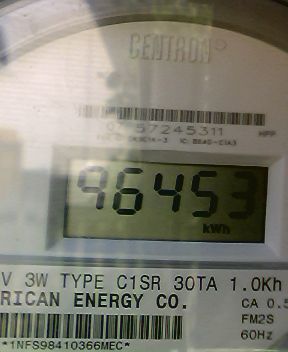 CENTRON®
57245311 HPP
96453
kWh
V 3W TYPE C1SR 30TA 1.0Kh
RICAN ENERGY CO. CA 0.5
FM2S
60Hz
*1NFS98410366MEC*